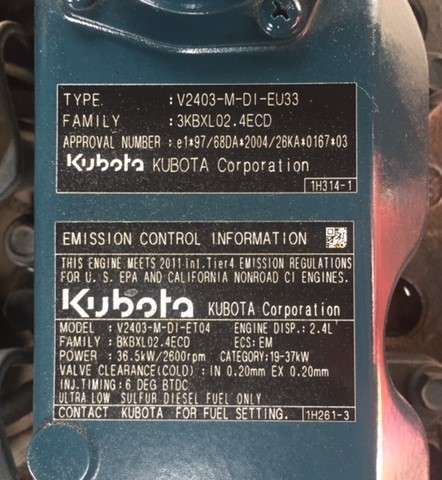 TYPE : V2403-M-DI-EU33
FAMILY : 3KBXL02.4ECD
APPROVAL NUMBER : e1*97/68DA*2004/26KA*0167*03
Kubota KUBOTA Corporation
1H314-1
EMISSION CONTROL INFORMATION
THIS ENGINE MEETS 2011 int.Tier4 EMISSION REGULATIONS
FOR U. S. EPA AND CALIFORNIA NONROAD CI ENGINES.
Kubota KUBOTA Corporation
MODEL : V2403-M-DI-ET04 ENGINE DISP.: 2.4L
FAMILY: BKBXL02.4ECD ECS: EM
POWER : 36.5kW/2600rpm CATEGORY:19-37kW
VALVE CLEARANCE(COLD) : IN 0.20mm EX 0.20mm
INJ.TIMING: 6 DEG BTDC
ULTRA LOW SULFUR DIESEL FUEL ONLY
CONTACT KUBOTA FOR FUEL SETTING. 1H261-3